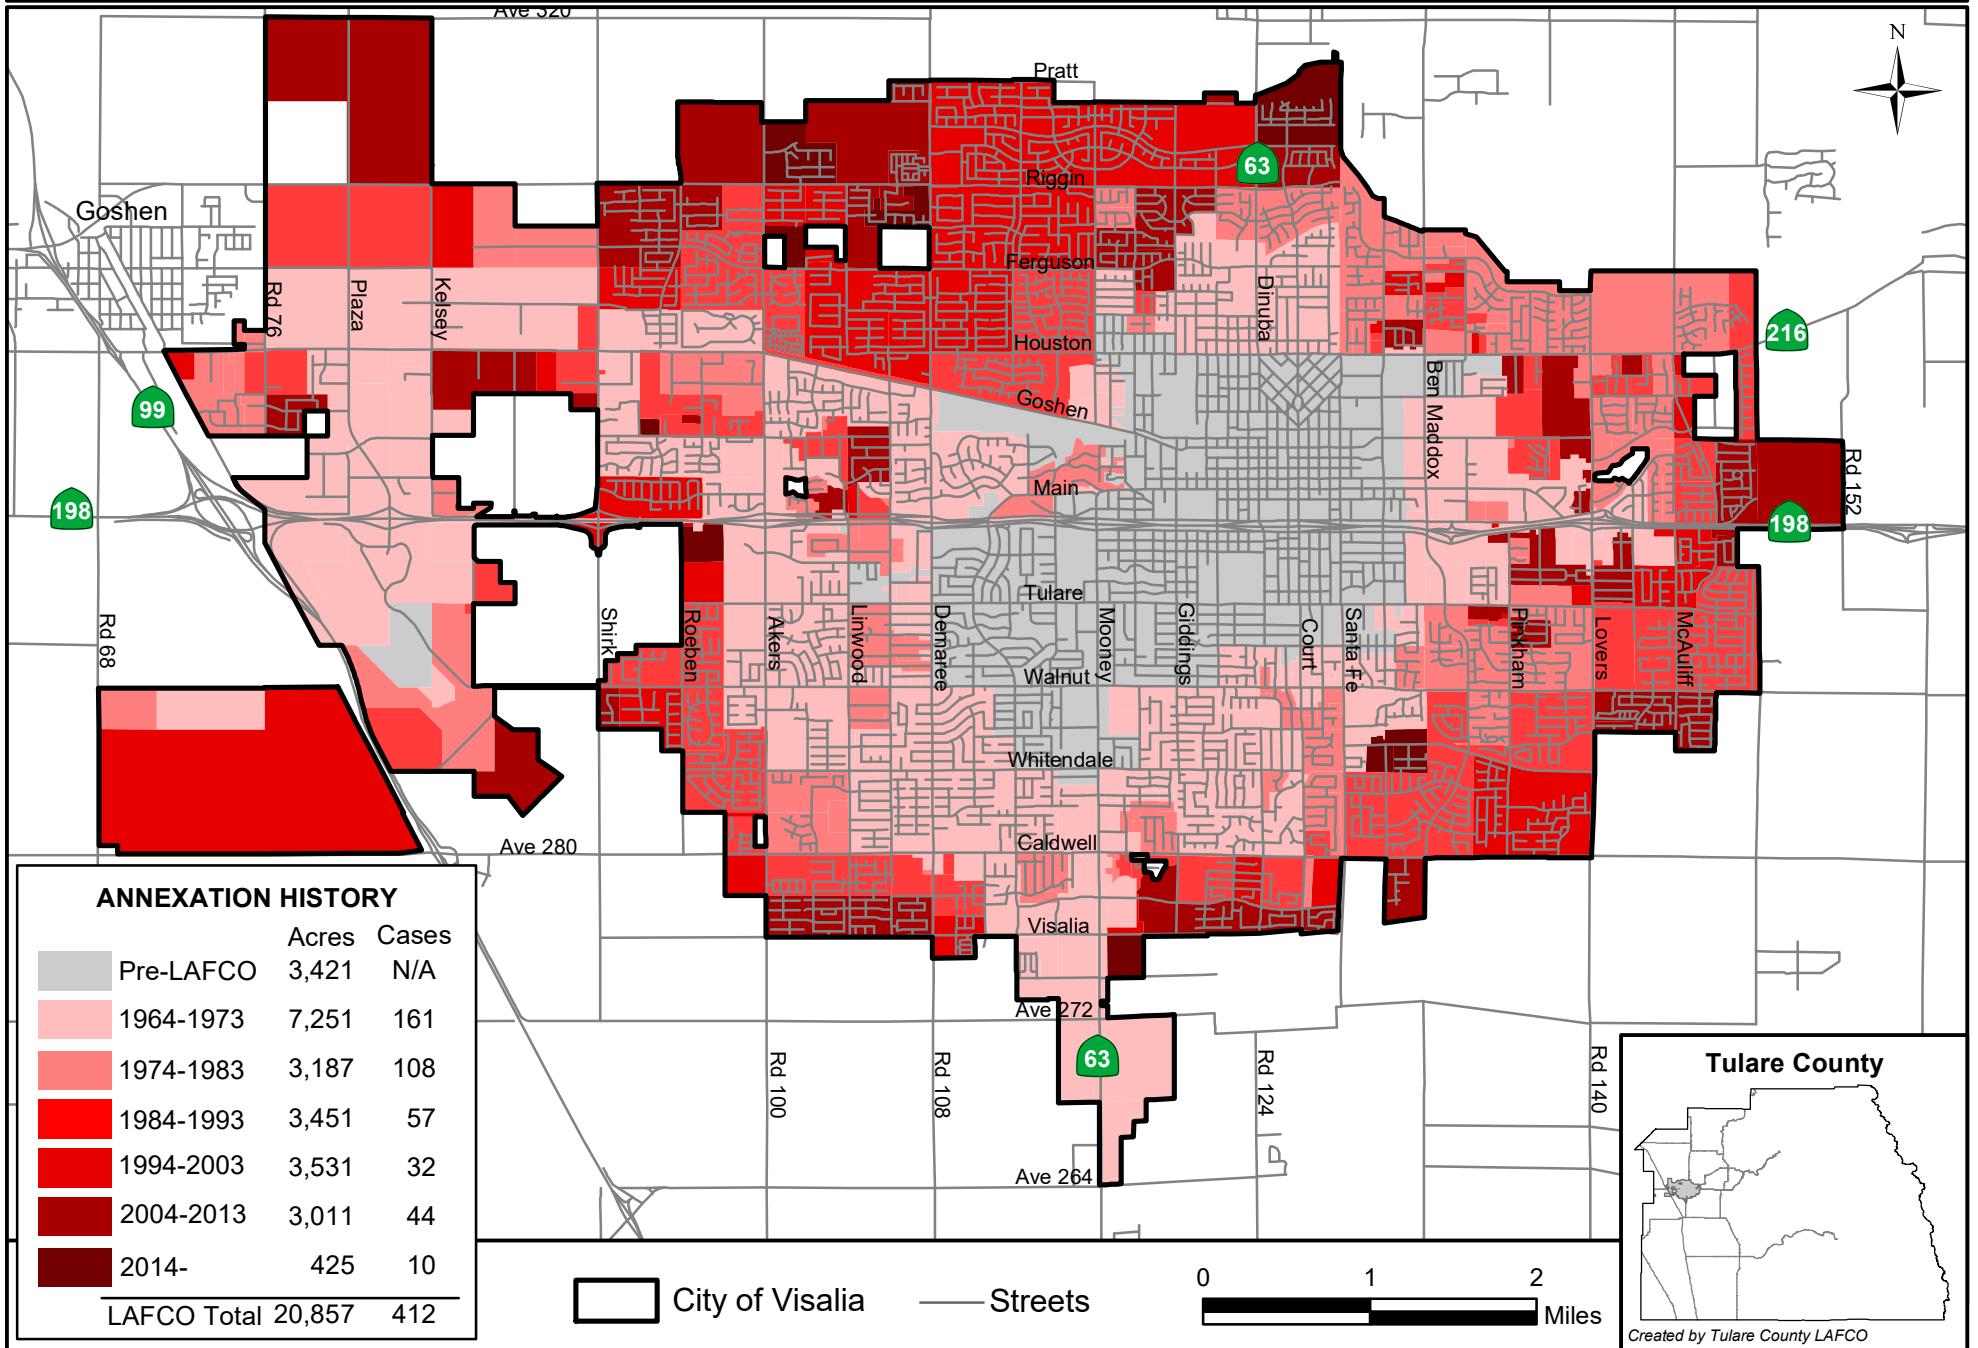 Ave 320
N
Pratt
63
Riggin
Goshen
Ferguson
Rd 76
Plaza
Kelsey
Dinuba
Houston
216
Ben Maddox
99
Goshen
Main
Rd 152
198
198
Tulare
Rd 68
Shirk
Roeben
Akers
Linwood
Demaree
Mooney
Giddings
Court
Santa Fe
Pinkham
Lovers
McAuliff
Walnut
Whitendale
Caldwell
Ave 280
Visalia
Ave 272
63
Rd 100
Rd 108
Rd 124
Rd 140
Ave 264
ANNEXATION HISTORY
Acres Cases
Pre-LAFCO 3,421 N/A
1964-1973 7,251 161
1974-1983 3,187 108
1984-1993 3,451 57
1994-2003 3,531 32
2004-2013 3,011 44
2014- 425 10
LAFCO Total 20,857 412
City of Visalia
Streets
0 1 2
Miles
Tulare County
Created by Tulare County LAFCO